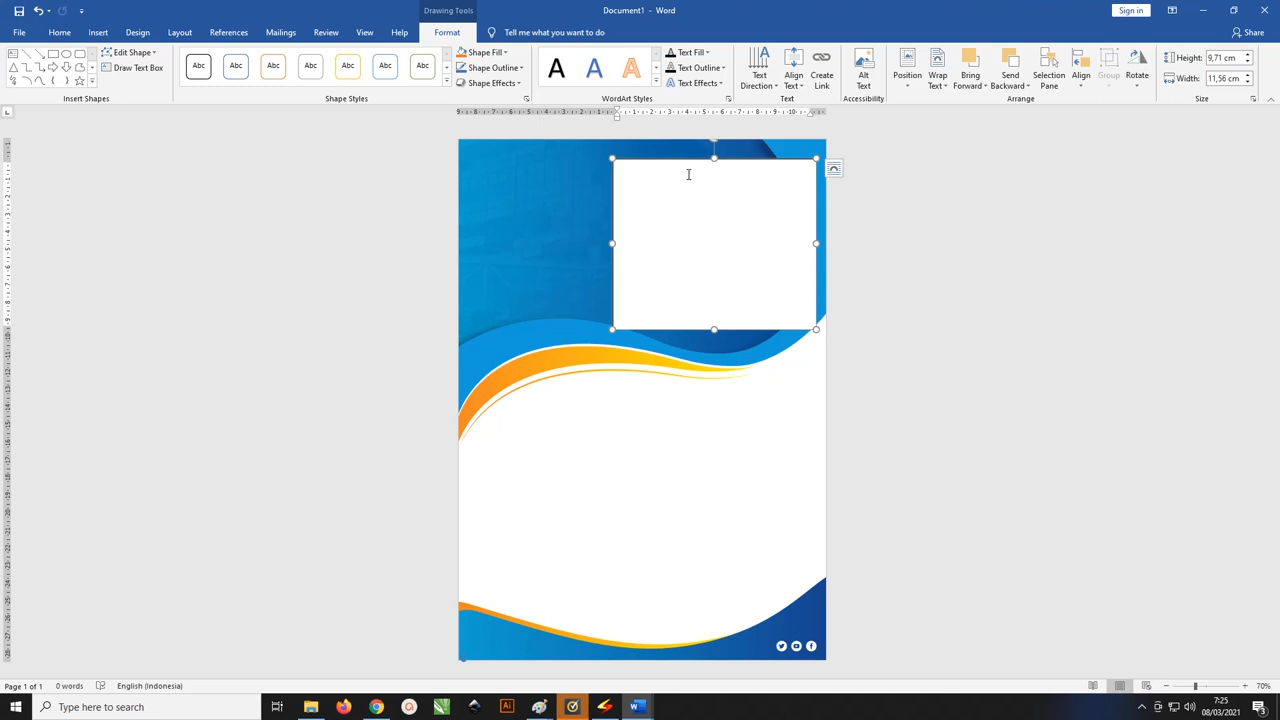 Drawing Tools
Document1 - Word
Sign in
File Home Insert Design Layout References Mailings Review View Help Format Tell me what you want to do Share
Edit Shape
Draw Text Box
Insert Shapes
Abc Abc Abc Abc Abc Abc Abc
Shape Fill
Shape Outline
Shape Effects
Shape Styles
A A A
Text Fill
Text Outline
Text Effects
WordArt Styles
Text Direction
Align Text
Create Link
Text
Alt Text
Accessibility
Position
Wrap Text
Bring Forward
Send Backward
Selection Pane
Align
Group
Rotate
Arrange
Height: 9,71 cm
Width: 11,56 cm
Size
Page 1 of 1 0 words English (Indonesia) 70%
Type here to search
7:25
08/03/2021